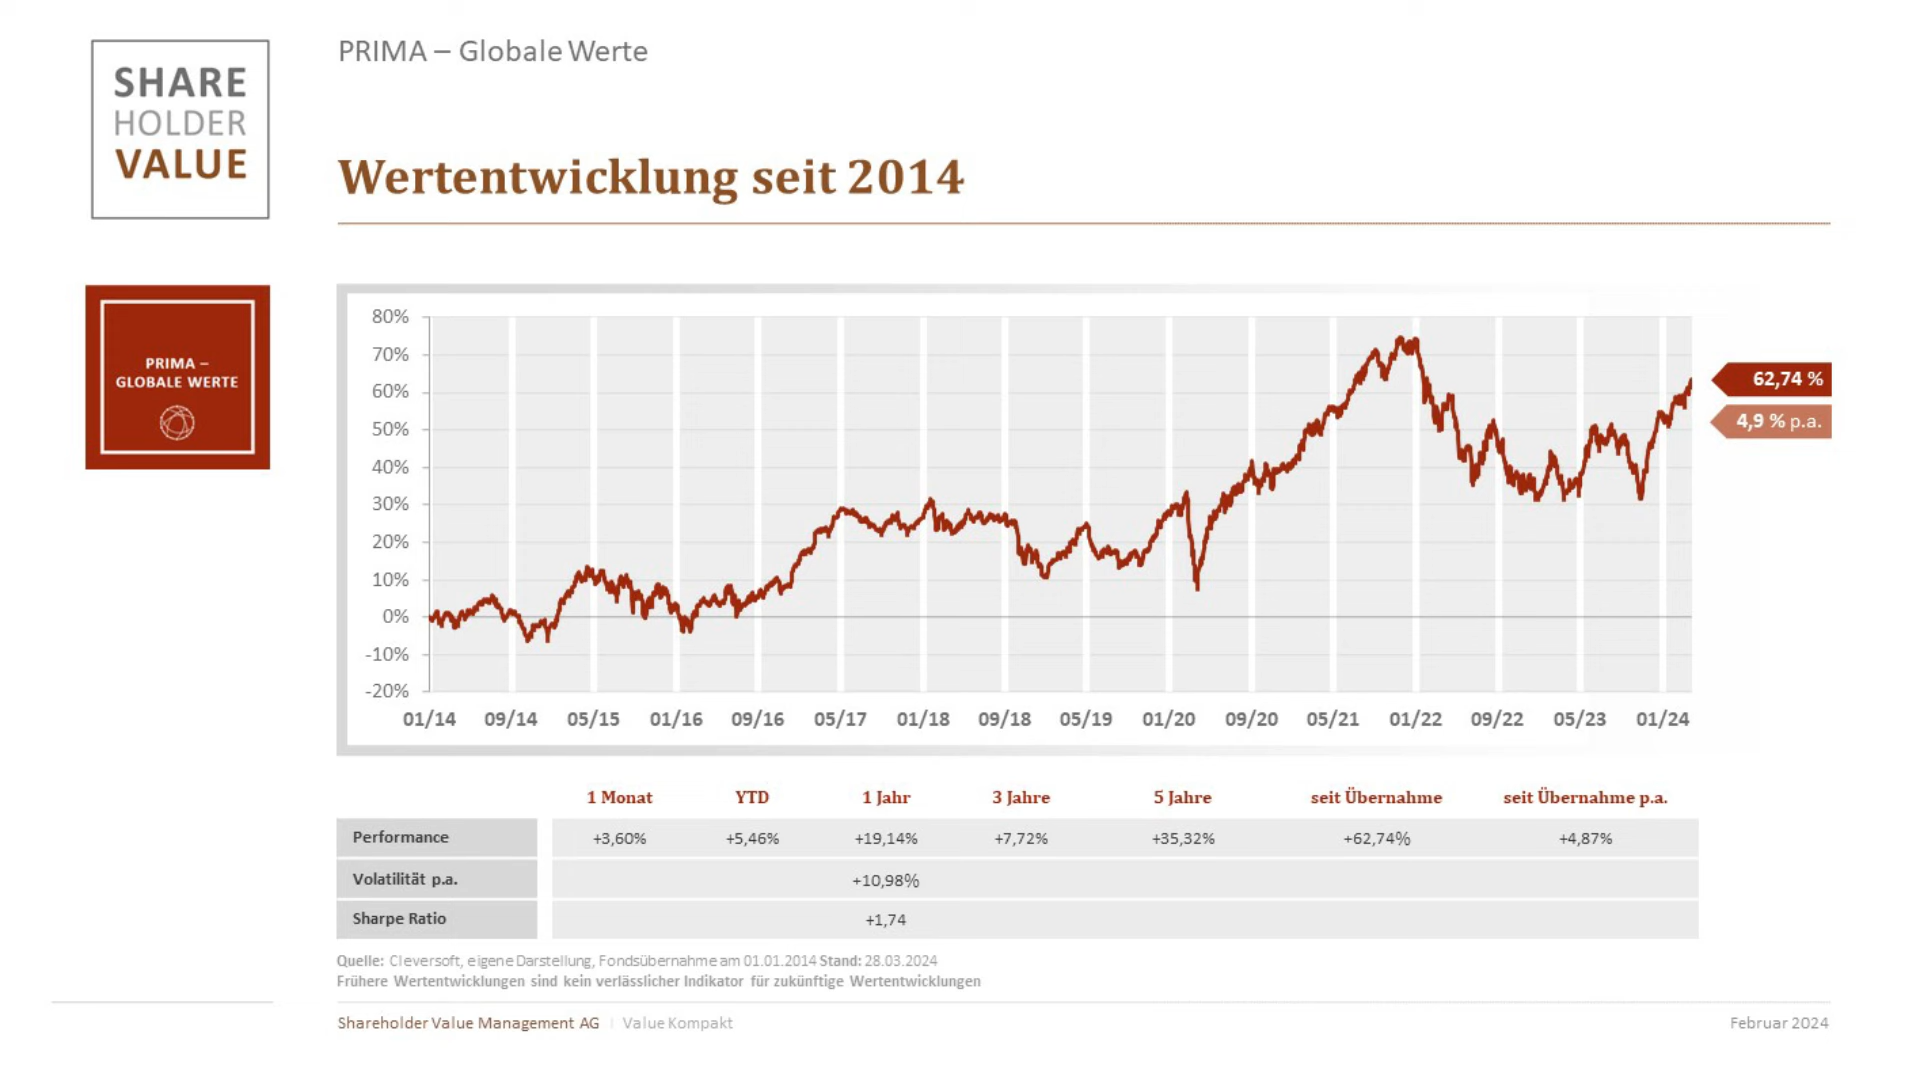 SHARE
HOLDER
VALUE
PRIMA – Globale Werte
Wertentwicklung seit 2014
PRIMA –
GLOBALE WERTE
80%
70%
60%
50%
40%
30%
20%
10%
0%
-10%
-20%
01/14 09/14 05/15 01/16 09/16 05/17 01/18 09/18 05/19 01/20 09/20 05/21 01/22 09/22 05/23 01/24
62,74 %
4,9 % p.a.
1 Monat YTD 1 Jahr 3 Jahre 5 Jahre seit Übernahme seit Übernahme p.a.
Performance +3,60% +5,46% +19,14% +7,72% +35,32% +62,74% +4,87%
Volatilität p.a. +10,98%
Sharpe Ratio +1,74
Quelle: Cleversoft, eigene Darstellung, Fondsübernahme am 01.01.2014 Stand: 28.03.2024
Frühere Wertentwicklungen sind kein verlässlicher Indikator für zukünftige Wertentwicklungen
Shareholder Value Management AG | Value Kompakt
Februar 2024